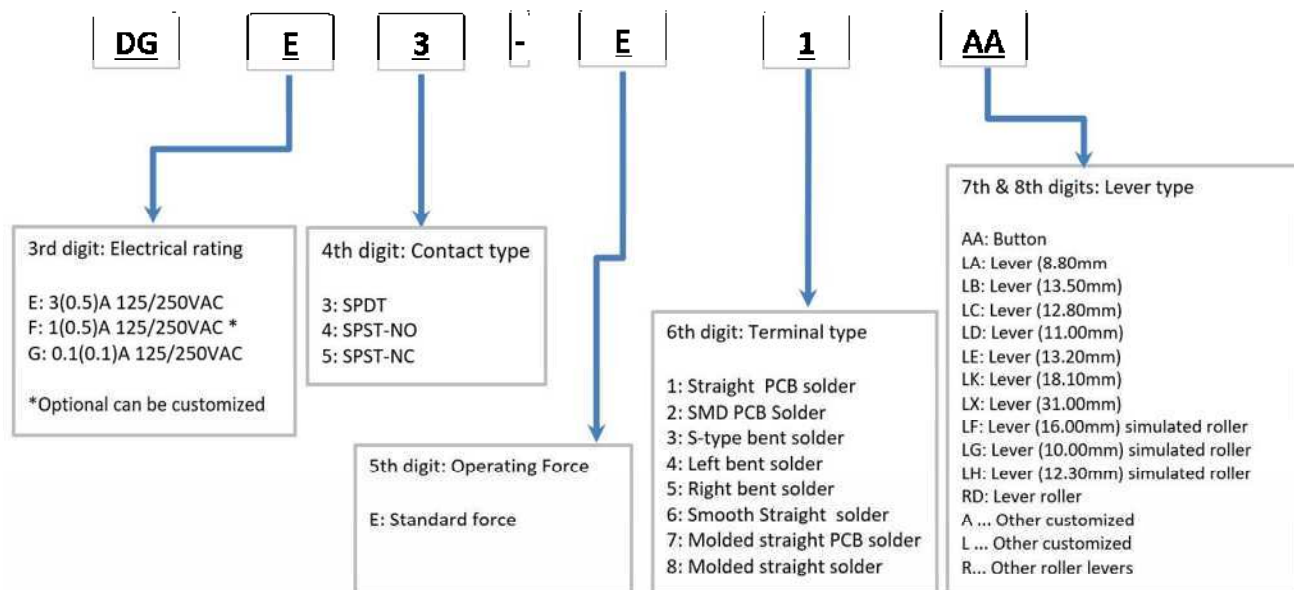 DG E 3 - E 1 AA
3rd digit: Electrical rating
E: 3(0.5)A 125/250VAC
F: 1(0.5)A 125/250VAC *
G: 0.1(0.1)A 125/250VAC
*Optional can be customized
4th digit: Contact type
3: SPDT
4: SPST-NO
5: SPST-NC
5th digit: Operating Force
E: Standard force
6th digit: Terminal type
1: Straight PCB solder
2: SMD PCB Solder
3: S-type bent solder
4: Left bent solder
5: Right bent solder
6: Smooth Straight solder
7: Molded straight PCB solder
8: Molded straight solder
7th & 8th digits: Lever type
AA: Button
LA: Lever (8.80mm
LB: Lever (13.50mm)
LC: Lever (12.80mm)
LD: Lever (11.00mm)
LE: Lever (13.20mm)
LK: Lever (18.10mm)
LX: Lever (31.00mm)
LF: Lever (16.00mm) simulated roller
LG: Lever (10.00mm) simulated roller
LH: Lever (12.30mm) simulated roller
RD: Lever roller
A ... Other customized
L ... Other customized
R... Other roller levers